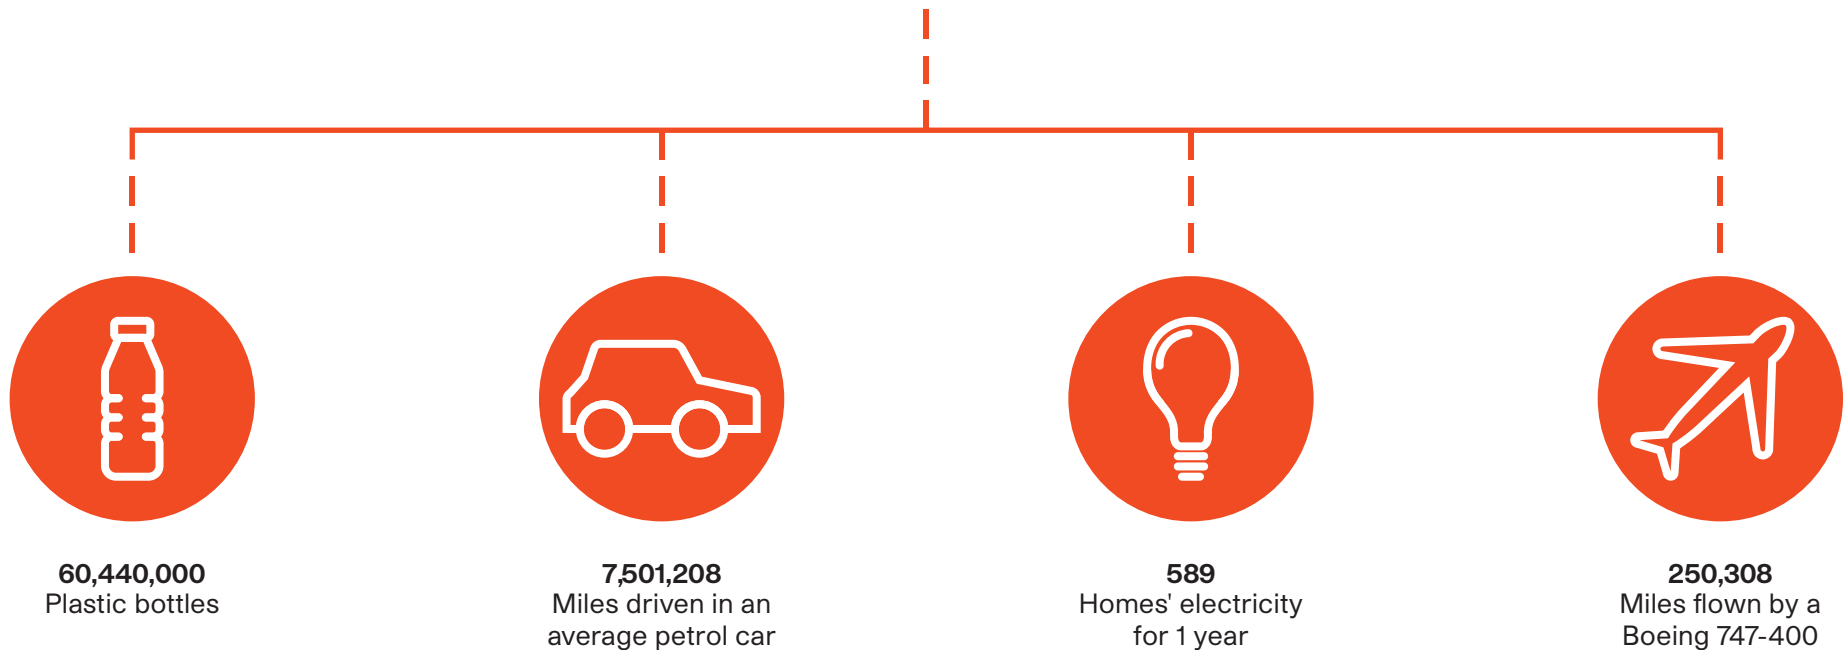 60,440,000
Plastic bottles
7,501,208
Miles driven in an
average petrol car
589
Homes' electricity
for 1 year
250,308
Miles flown by a
Boeing 747-400